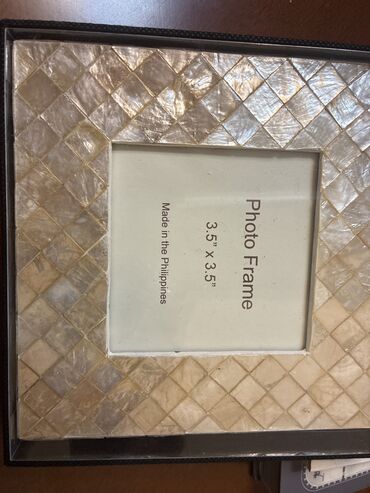 Photo Frame
3.5" x 3.5"
Made in the Philippines